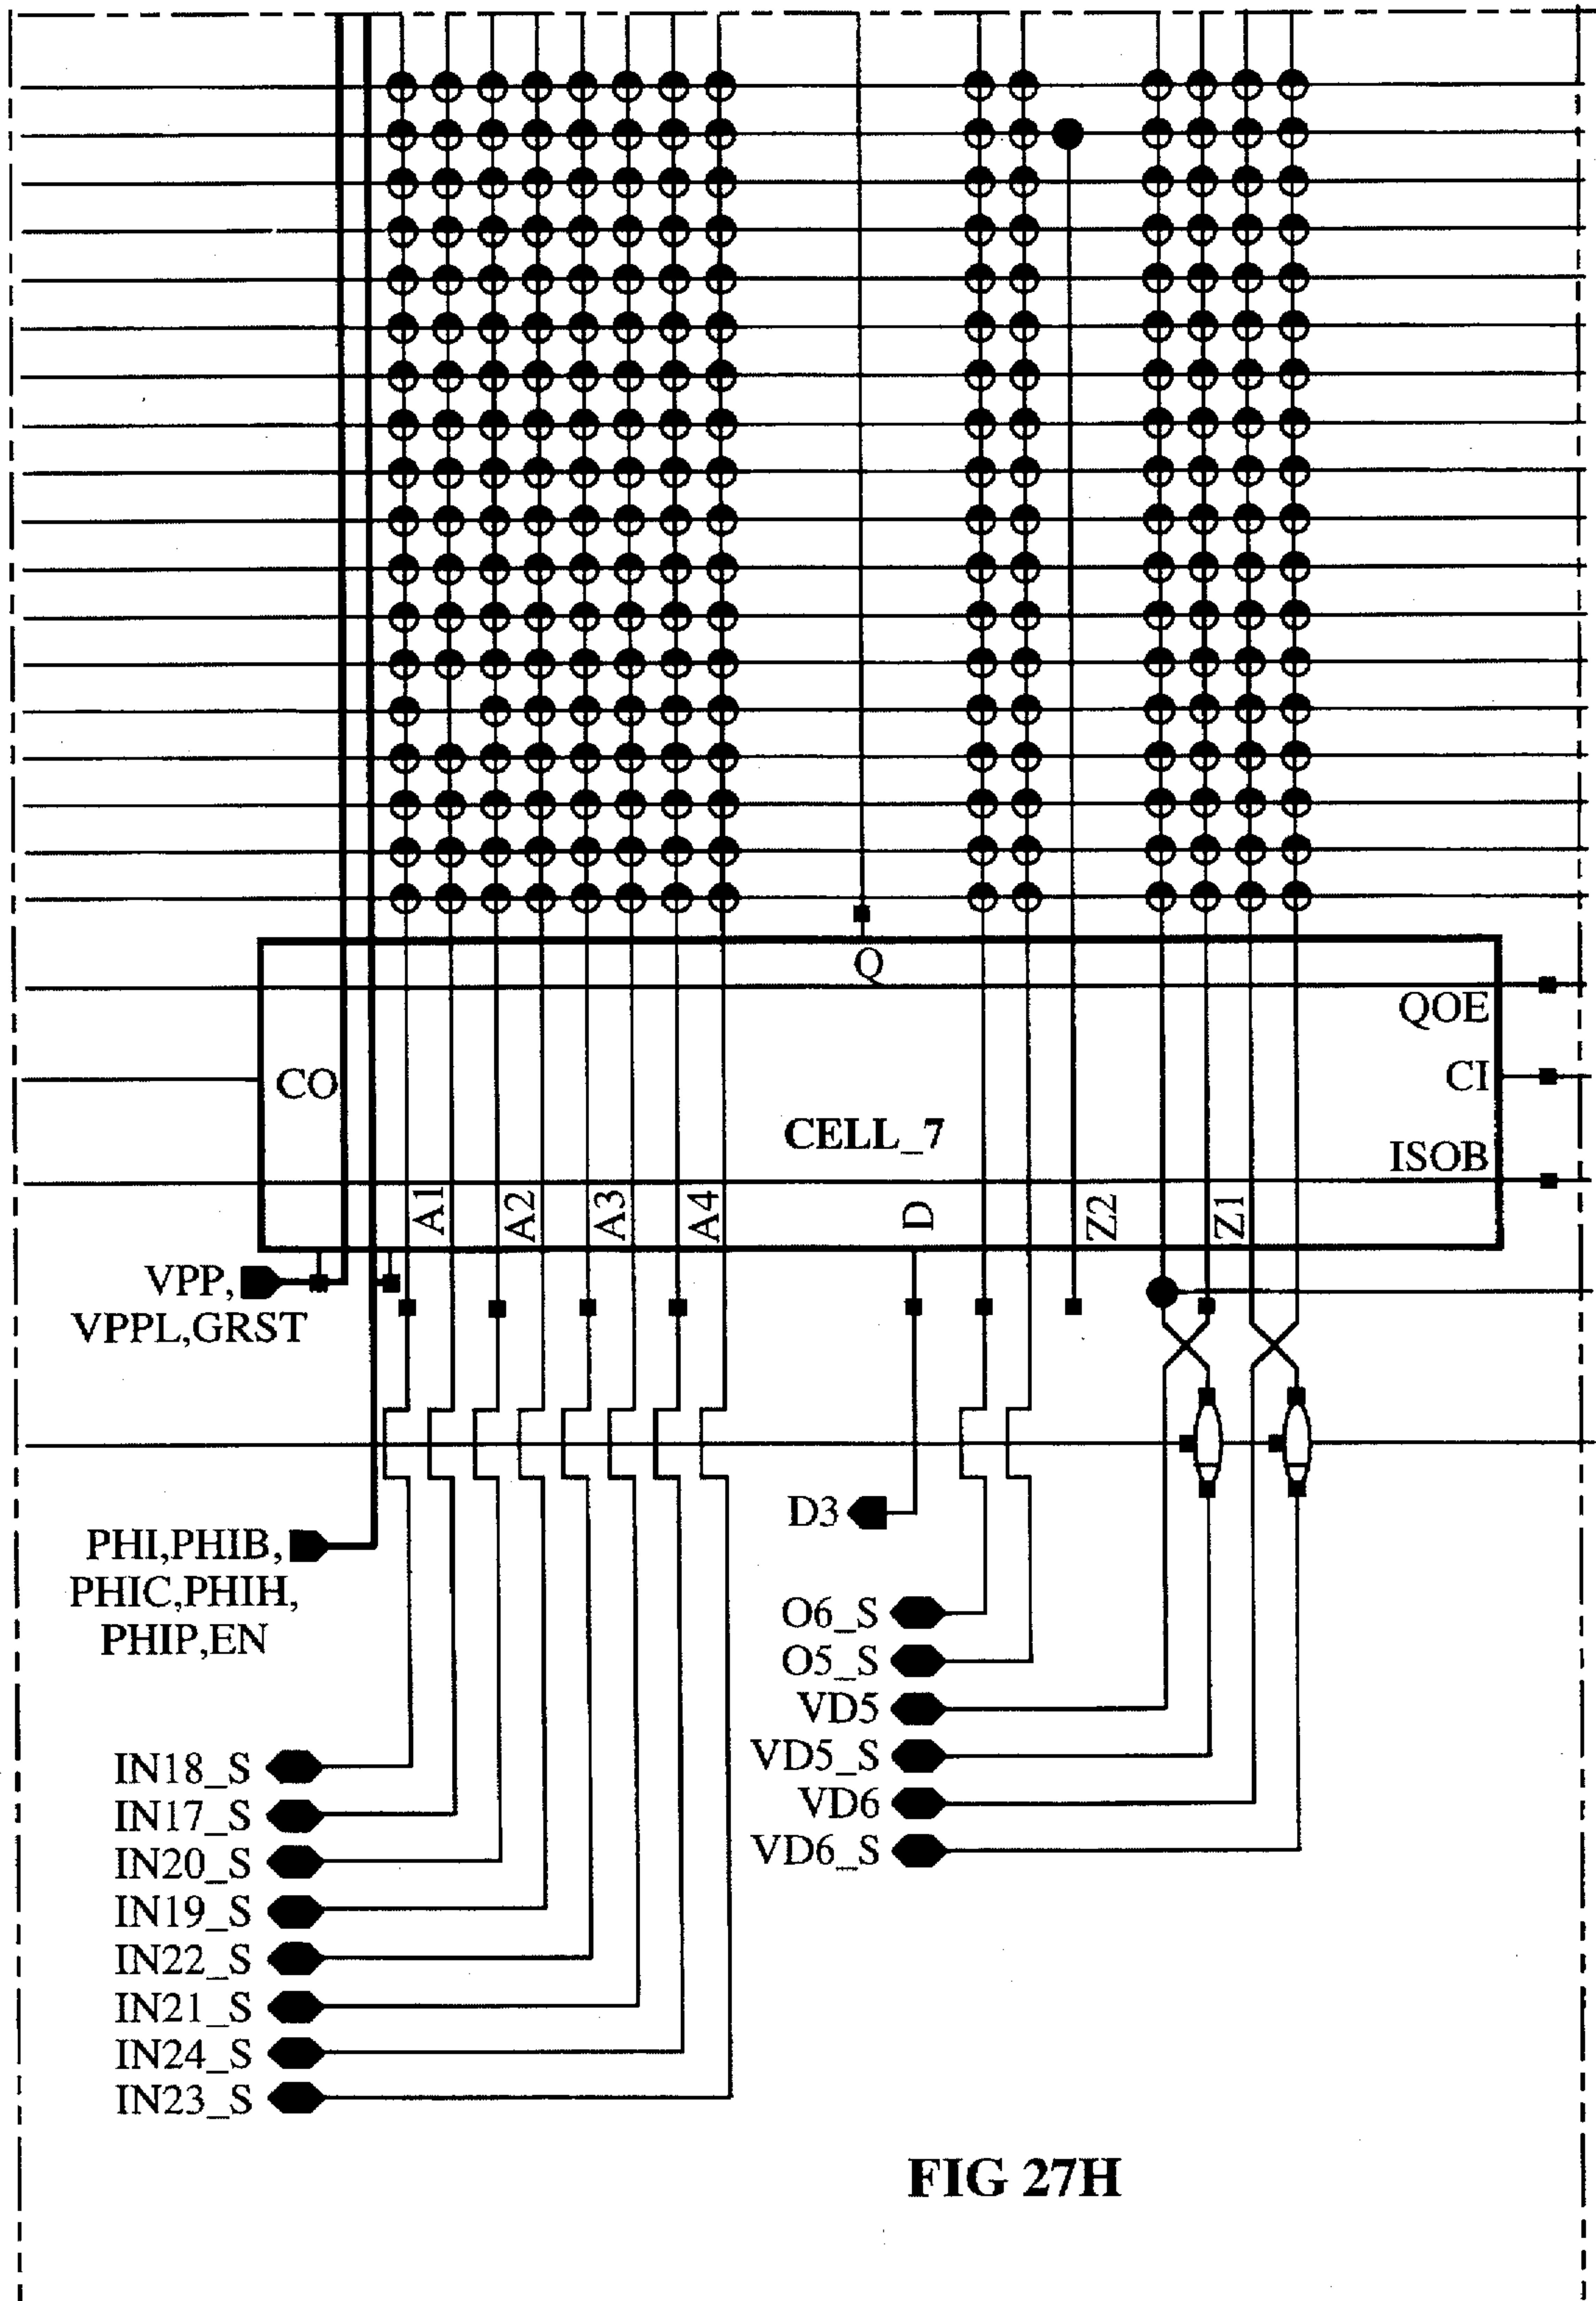 Q
QOE
CO
CI
CELL_7
ISOB
A1
A2
A3
A4
D
Z2
Z1
VPP,
VPPL,GRST
D3
PHI,PHIB,
PHIC,PHIH,
PHIP,EN
O6_S
O5_S
VD5
VD5_S
VD6
VD6_S
IN18_S
IN17_S
IN20_S
IN19_S
IN22_S
IN21_S
IN24_S
IN23_S
FIG 27H